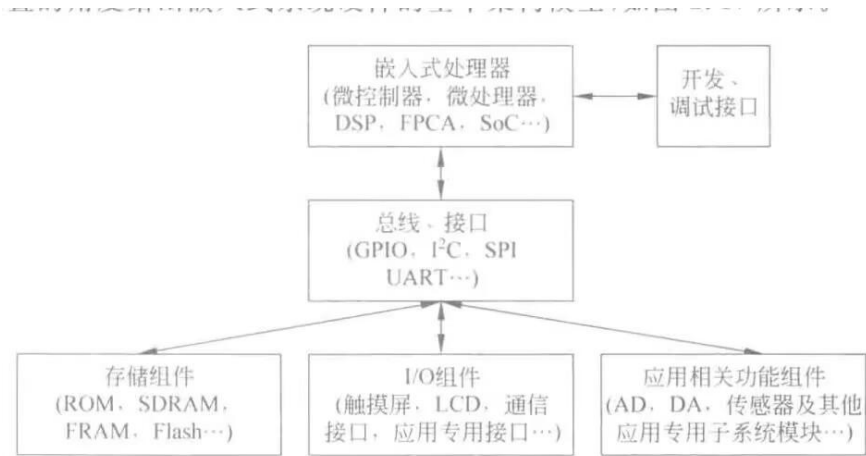 嵌入式处理器
(微控制器，微处理器，
DSP，FPCA，SoC…)
开发、
调试接口
总线、接口
(GPIO，I²C，SPI
UART…)
存储组件
(ROM，SDRAM，
FRAM，Flash…)
I/O组件
(触摸屏，LCD，通信
接口，应用专用接口…)
应用相关功能组件
(AD，DA，传感器及其他
应用专用子系统模块…)